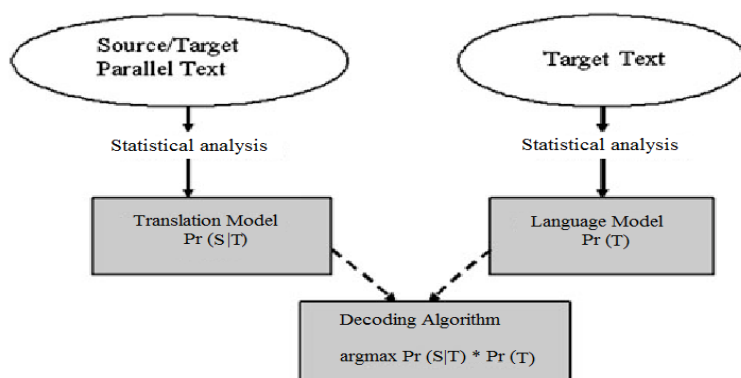 Source/Target
Parallel Text
Target Text
Statistical analysis
Statistical analysis
Translation Model
Pr (S|T)
Language Model
Pr (T)
Decoding Algorithm
argmax Pr (S|T) * Pr (T)